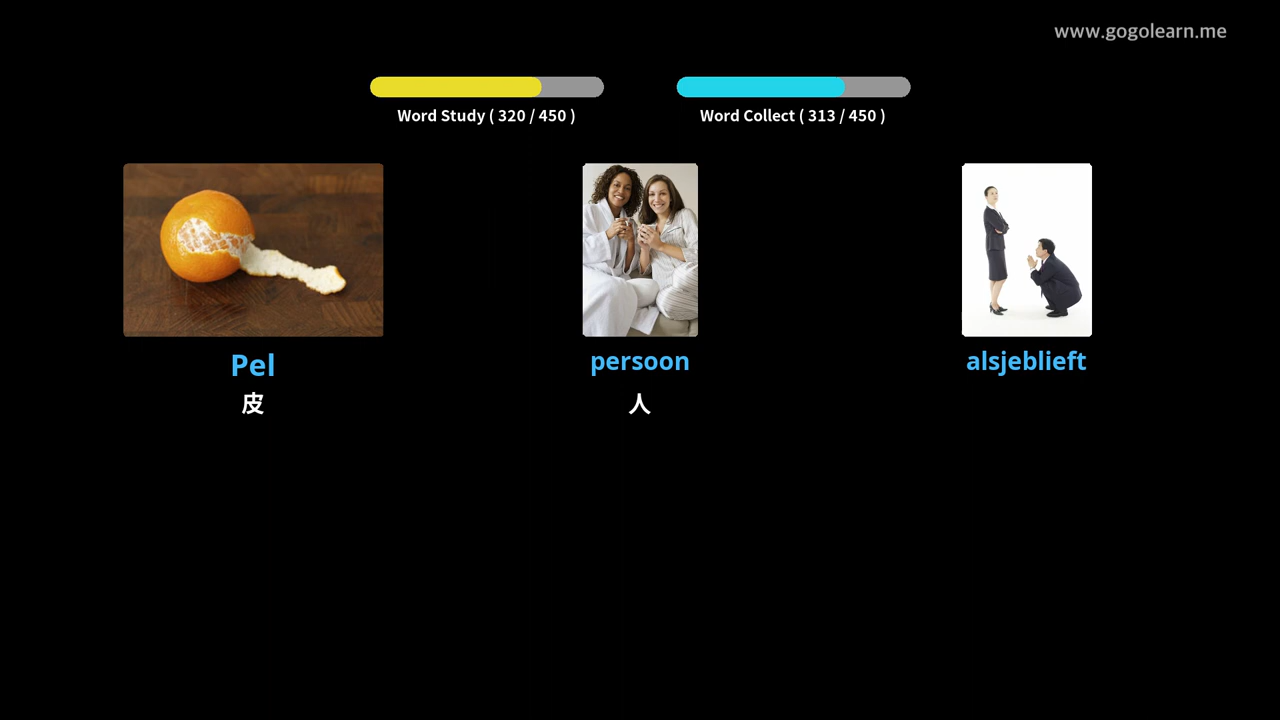 www.gogolearn.me
Word Study ( 320 / 450 )
Word Collect ( 313 / 450 )
Pel
persoon
alsjeblieft
皮
人